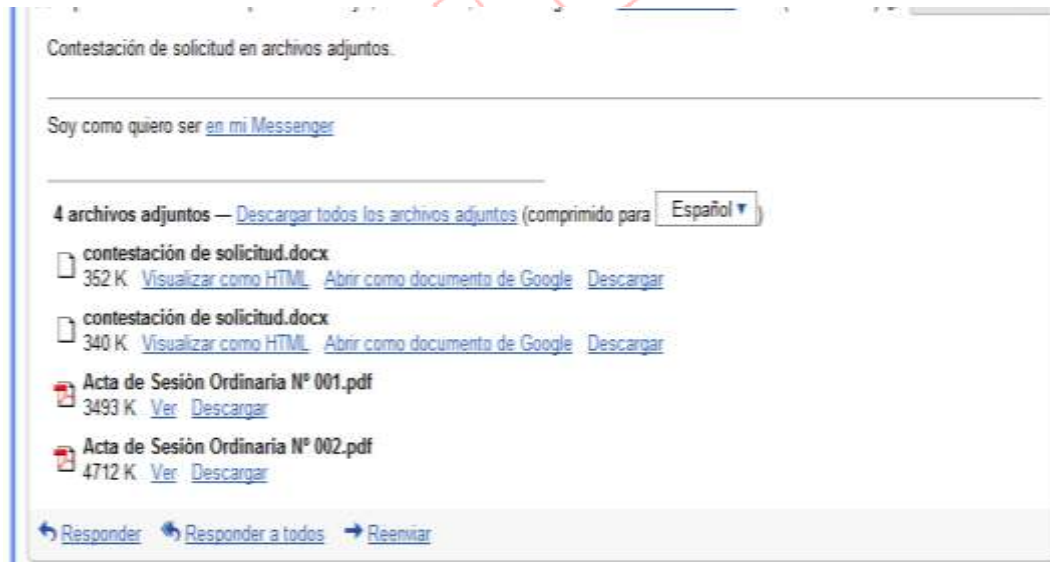 Contestación de solicitud en archivos adjuntos.
Soy como quiero ser en mi Messenger
4 archivos adjuntos — Descargar todos los archivos adjuntos (comprimido para Español ▼ )
contestación de solicitud.docx
352 K Visualizar como HTML Abrir como documento de Google Descargar
contestación de solicitud.docx
340 K Visualizar como HTML Abrir como documento de Google Descargar
Acta de Sesión Ordinaria Nº 001.pdf
3493 K Ver Descargar
Acta de Sesión Ordinaria Nº 002.pdf
4712 K Ver Descargar
Responder Responder a todos Reenviar